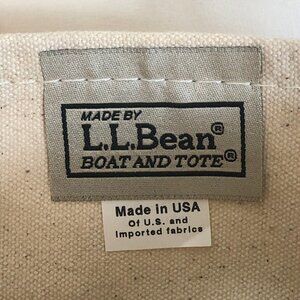 MADE BY
L.L.Bean®
BOAT AND TOTE®
Made in USA
Of U.S. and
imported fabrics